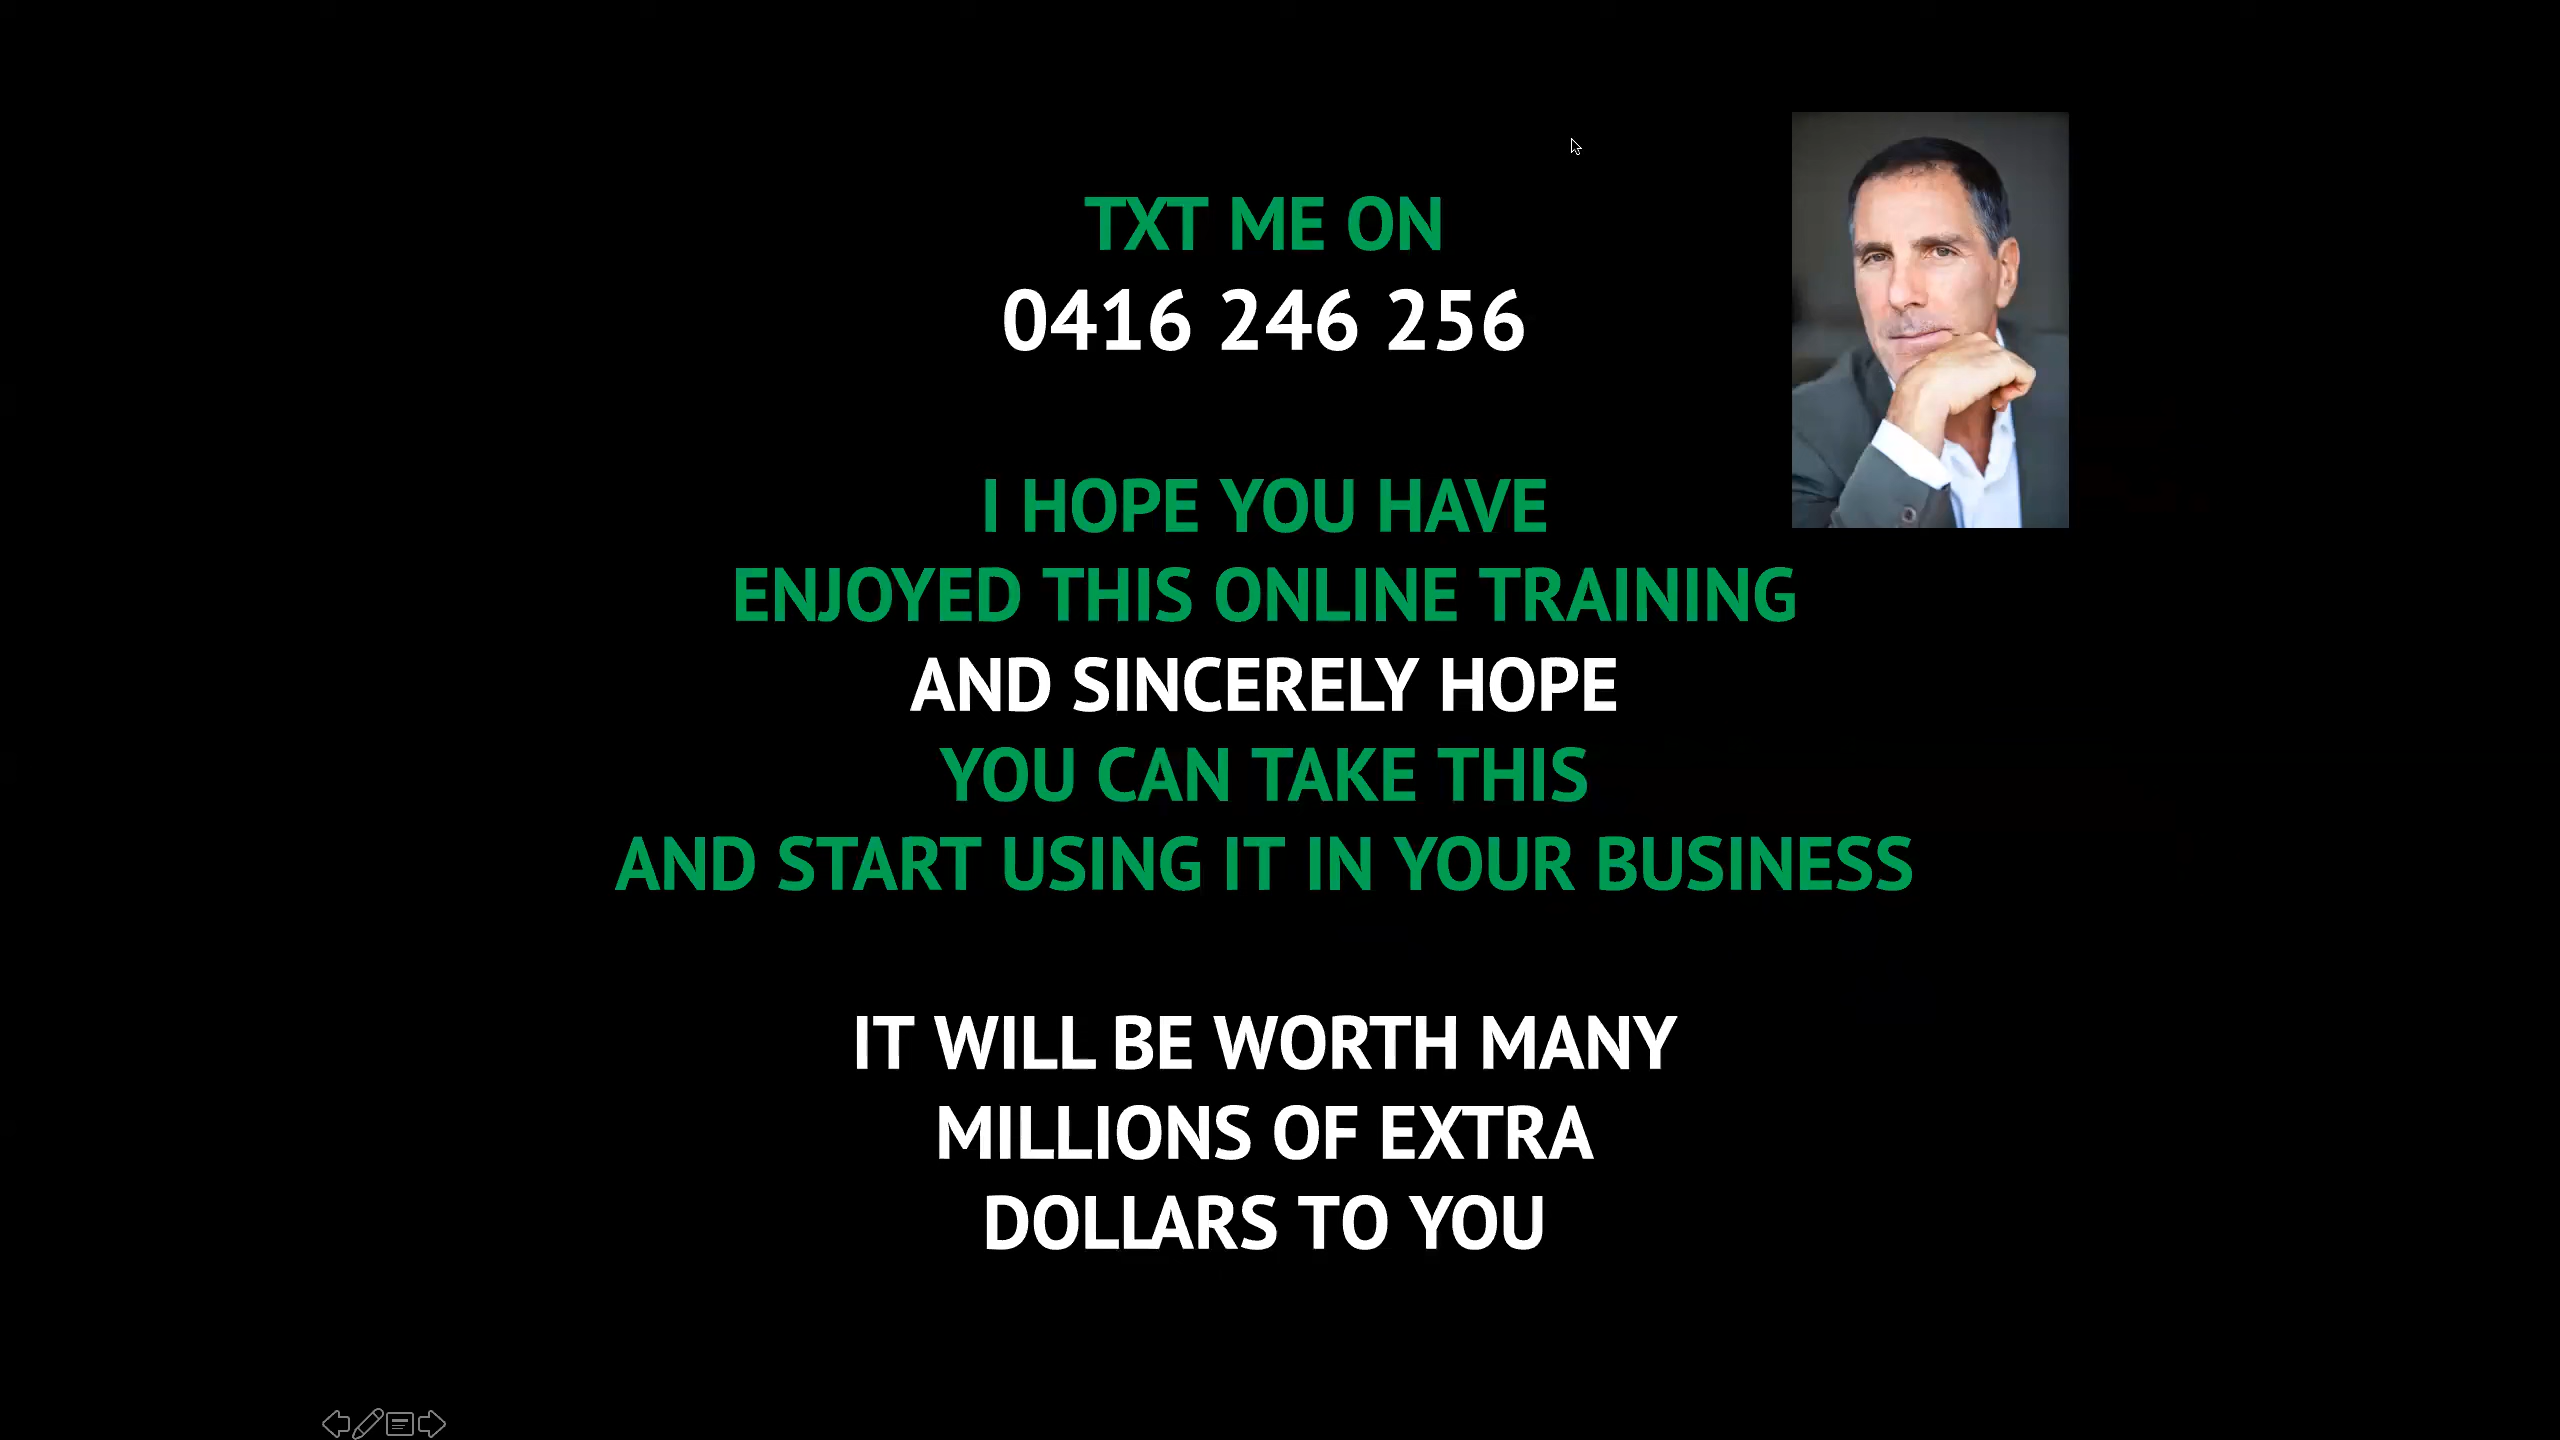 TXT ME ON
0416 246 256
I HOPE YOU HAVE
ENJOYED THIS ONLINE TRAINING
AND SINCERELY HOPE
YOU CAN TAKE THIS
AND START USING IT IN YOUR BUSINESS
IT WILL BE WORTH MANY
MILLIONS OF EXTRA
DOLLARS TO YOU